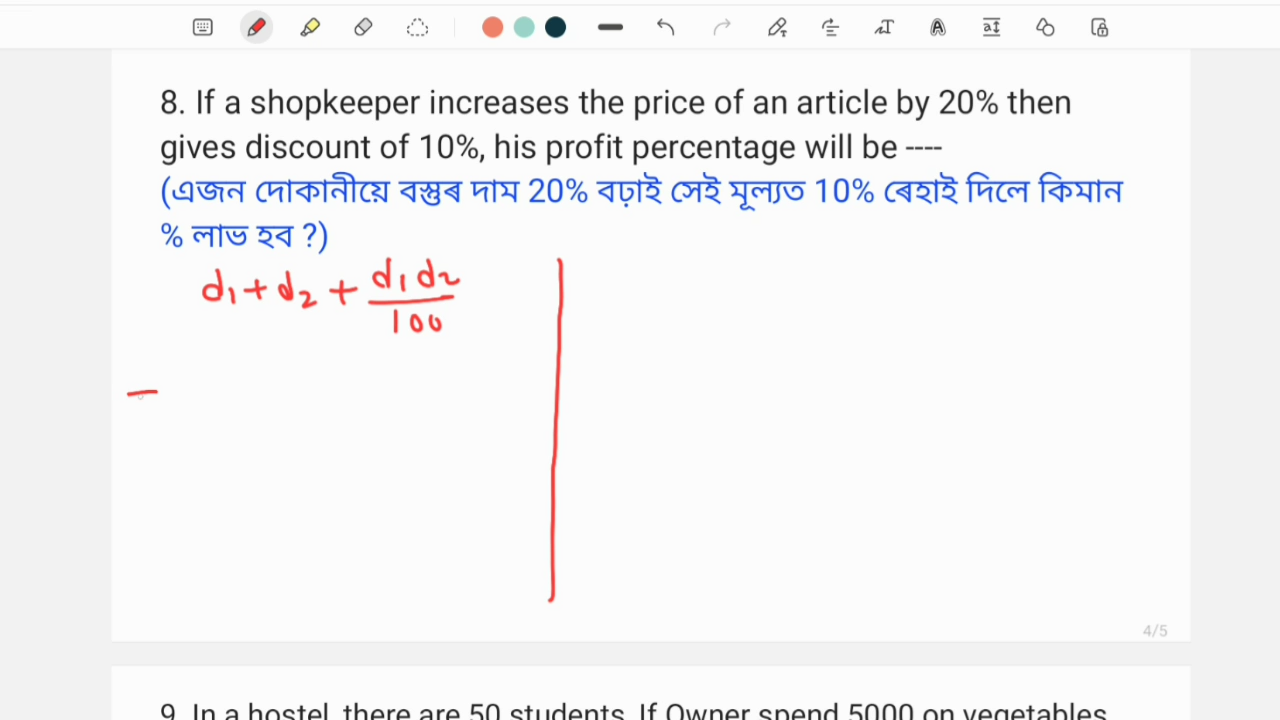 8. If a shopkeeper increases the price of an article by 20% then
gives discount of 10%, his profit percentage will be ----
(এজন দোকানীয়ে বস্তুৰ দাম 20% বঢ়াই সেই মূল্যত 10% ৰেহাই দিলে কিমান
% লাভ হব ?)
d₁ + d₂ + d₁ d₂ / 100
4/5
9. In a hostel, there are 50 students. If Owner spend 5000 on vegetables